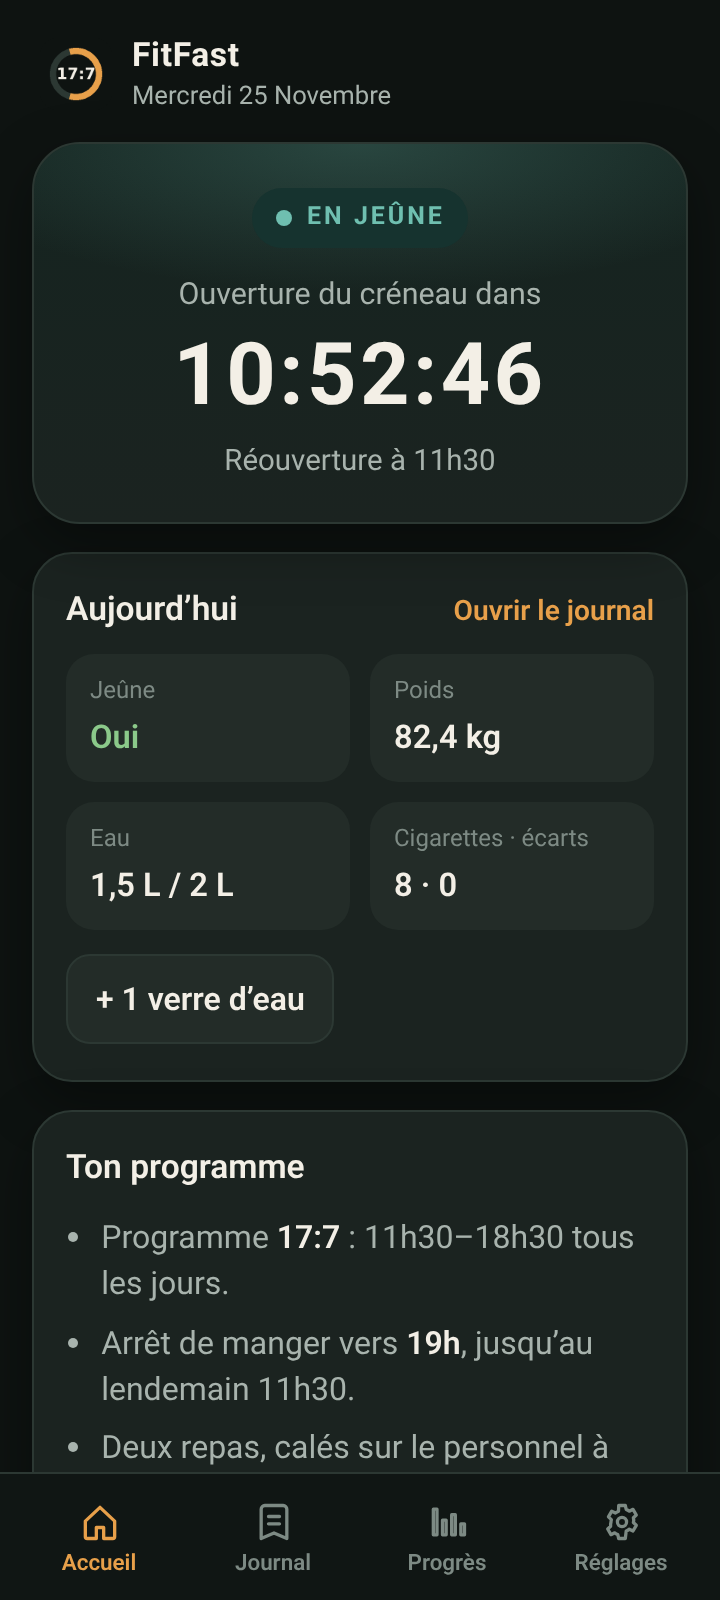 17:7
FitFast
Mercredi 25 Novembre
EN JEÛNE
Ouverture du créneau dans
10:52:46
Réouverture à 11h30
Aujourd’hui
Ouvrir le journal
Jeûne
Oui
Poids
82,4 kg
Eau
1,5 L / 2 L
Cigarettes · écarts
8 · 0
+ 1 verre d’eau
Ton programme
• Programme 17:7 : 11h30–18h30 tous
les jours.
• Arrêt de manger vers 19h, jusqu’au
lendemain 11h30.
• Deux repas, calés sur le personnel à
Accueil
Journal
Progrès
Réglages